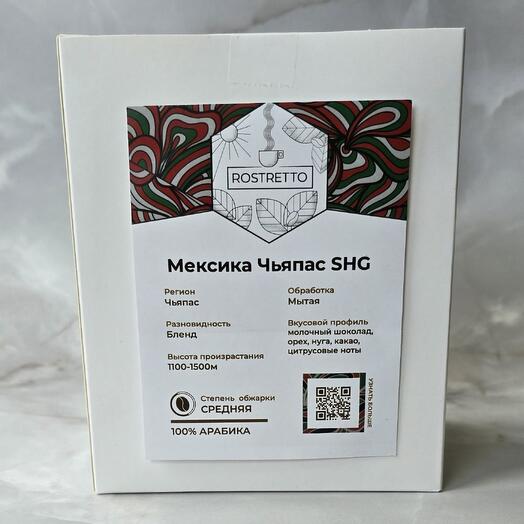 ROSTRETTO
Мексика Чьяпас SHG
Регион
Чьяпас
Обработка
Мытая
Разновидность
Бленд
Вкусовой профиль
молочный шоколад,
орех, нуга, какао,
цитрусовые ноты
Высота произрастания
1100-1500м
Степень обжарки
СРЕДНЯЯ
100% АРАБИКА
УЗНАТЬ БОЛЬШЕ